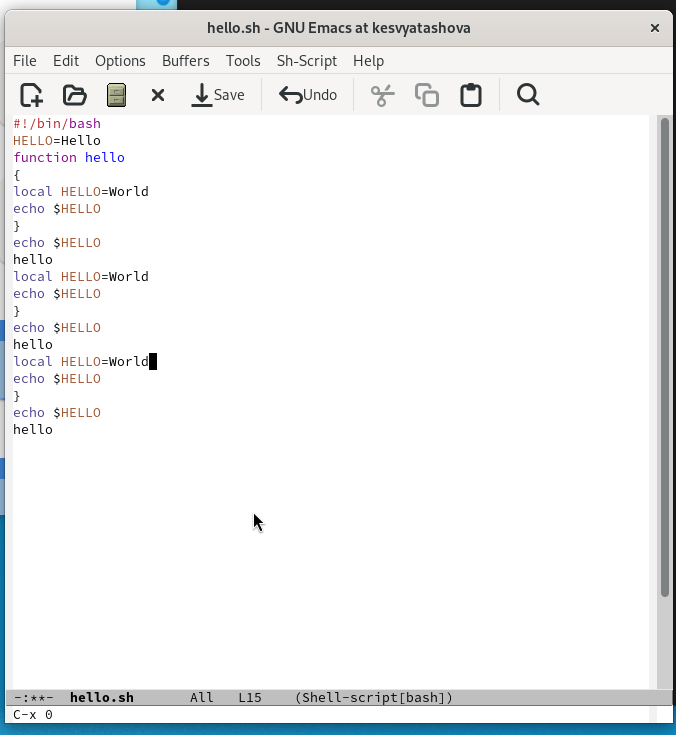 hello.sh - GNU Emacs at kesvyatashova
File Edit Options Buffers Tools Sh-Script Help
Save Undo
#!/bin/bash
HELLO=Hello
function hello
{
local HELLO=World
echo $HELLO
}
echo $HELLO
hello
local HELLO=World
echo $HELLO
}
echo $HELLO
hello
local HELLO=World
echo $HELLO
}
echo $HELLO
hello
-:**- hello.sh All L15 (Shell-script[bash])
C-x 0